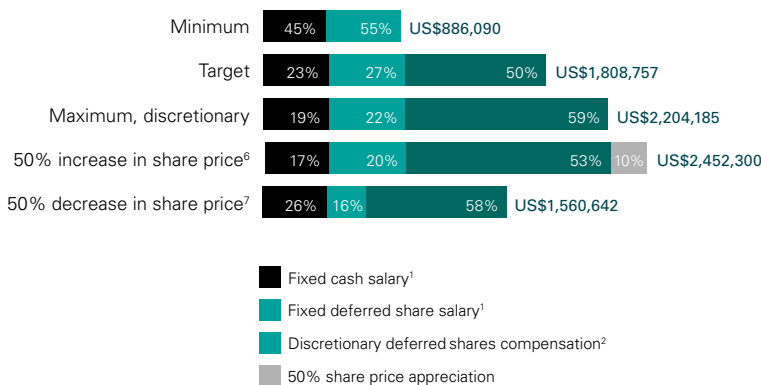 Minimum 45% 55% US$886,090
Target 23% 27% 50% US$1,808,757
Maximum, discretionary 19% 22% 59% US$2,204,185
50% increase in share price⁶ 17% 20% 53% 10% US$2,452,300
50% decrease in share price⁷ 26% 16% 58% US$1,560,642
Fixed cash salary¹
Fixed deferred share salary¹
Discretionary deferred shares compensation²
50% share price appreciation